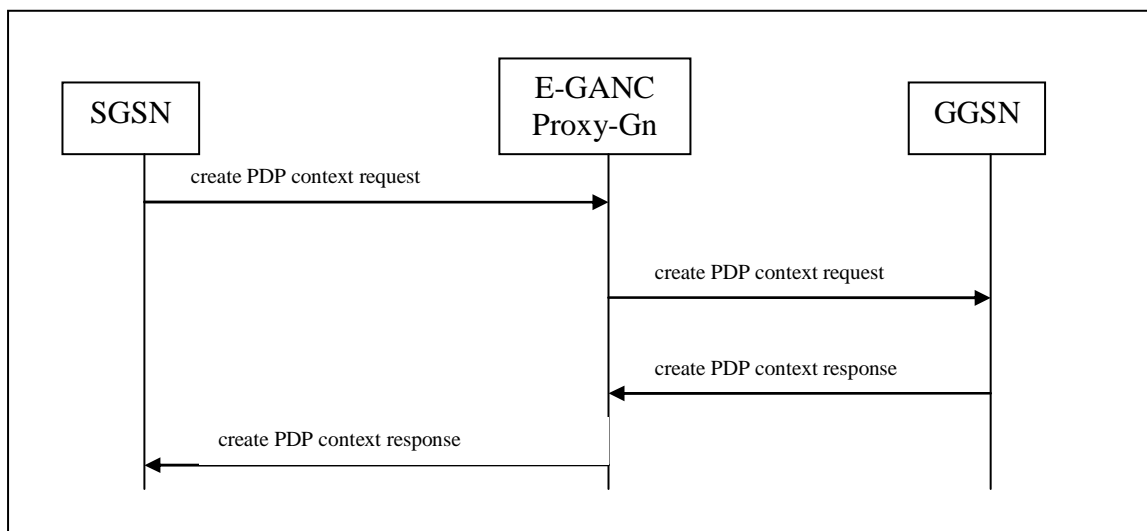 SGSN
E-GANC
Proxy-Gn
GGSN
create PDP context request
create PDP context request
create PDP context response
create PDP context response